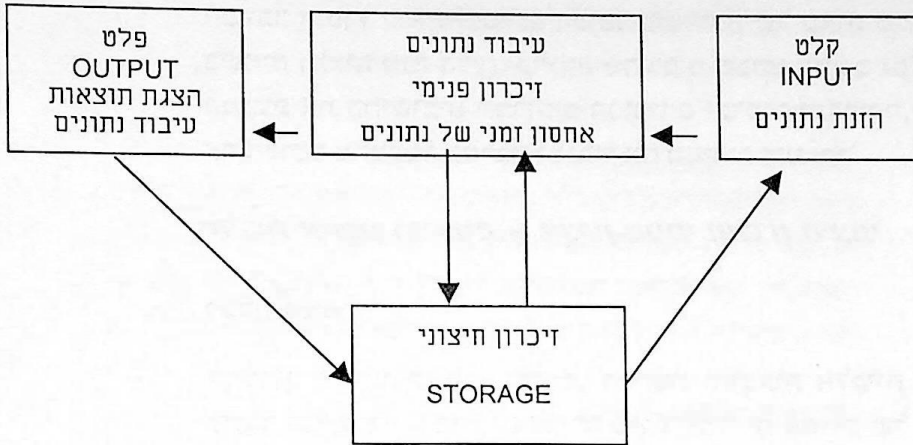 קלט
INPUT
הזנת נתונים
עיבוד נתונים
זיכרון פנימי
אחסון זמני של נתונים
פלט
OUTPUT
הצגת תוצאות
עיבוד נתונים
זיכרון חיצוני
STORAGE